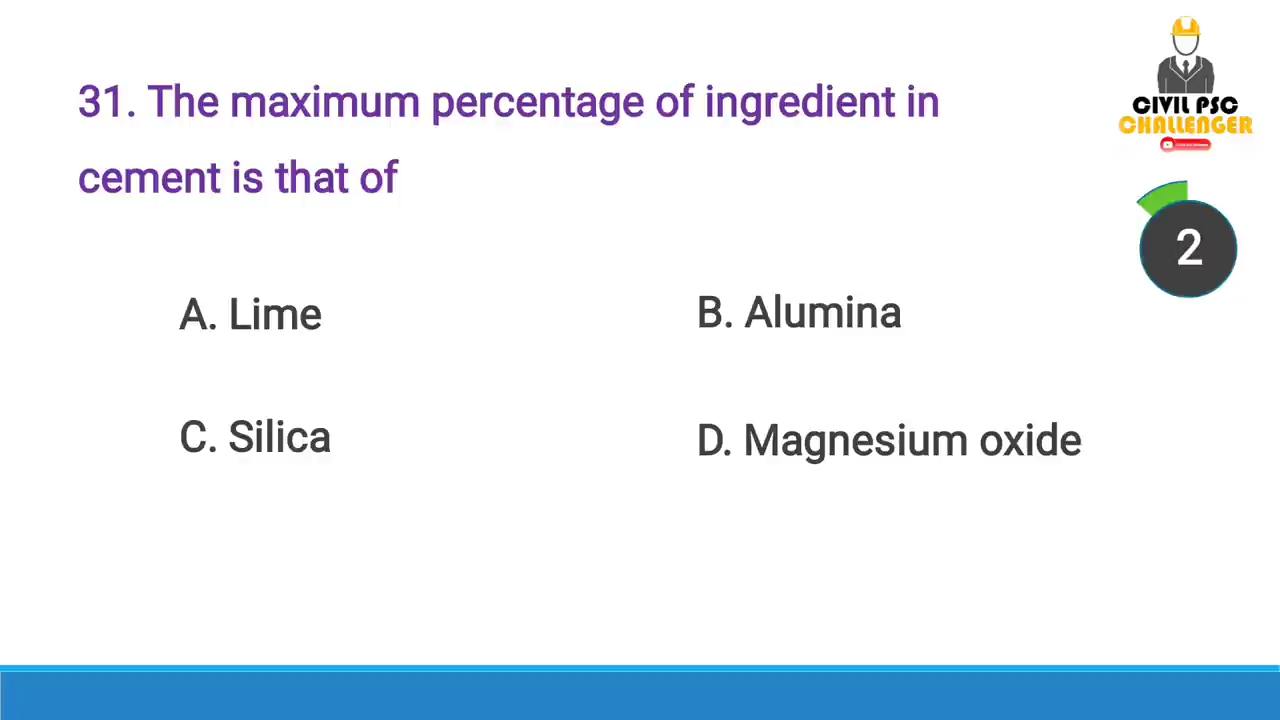 31. The maximum percentage of ingredient in
cement is that of
A. Lime
B. Alumina
C. Silica
D. Magnesium oxide
CIVIL PSC
CHALLENGER
2